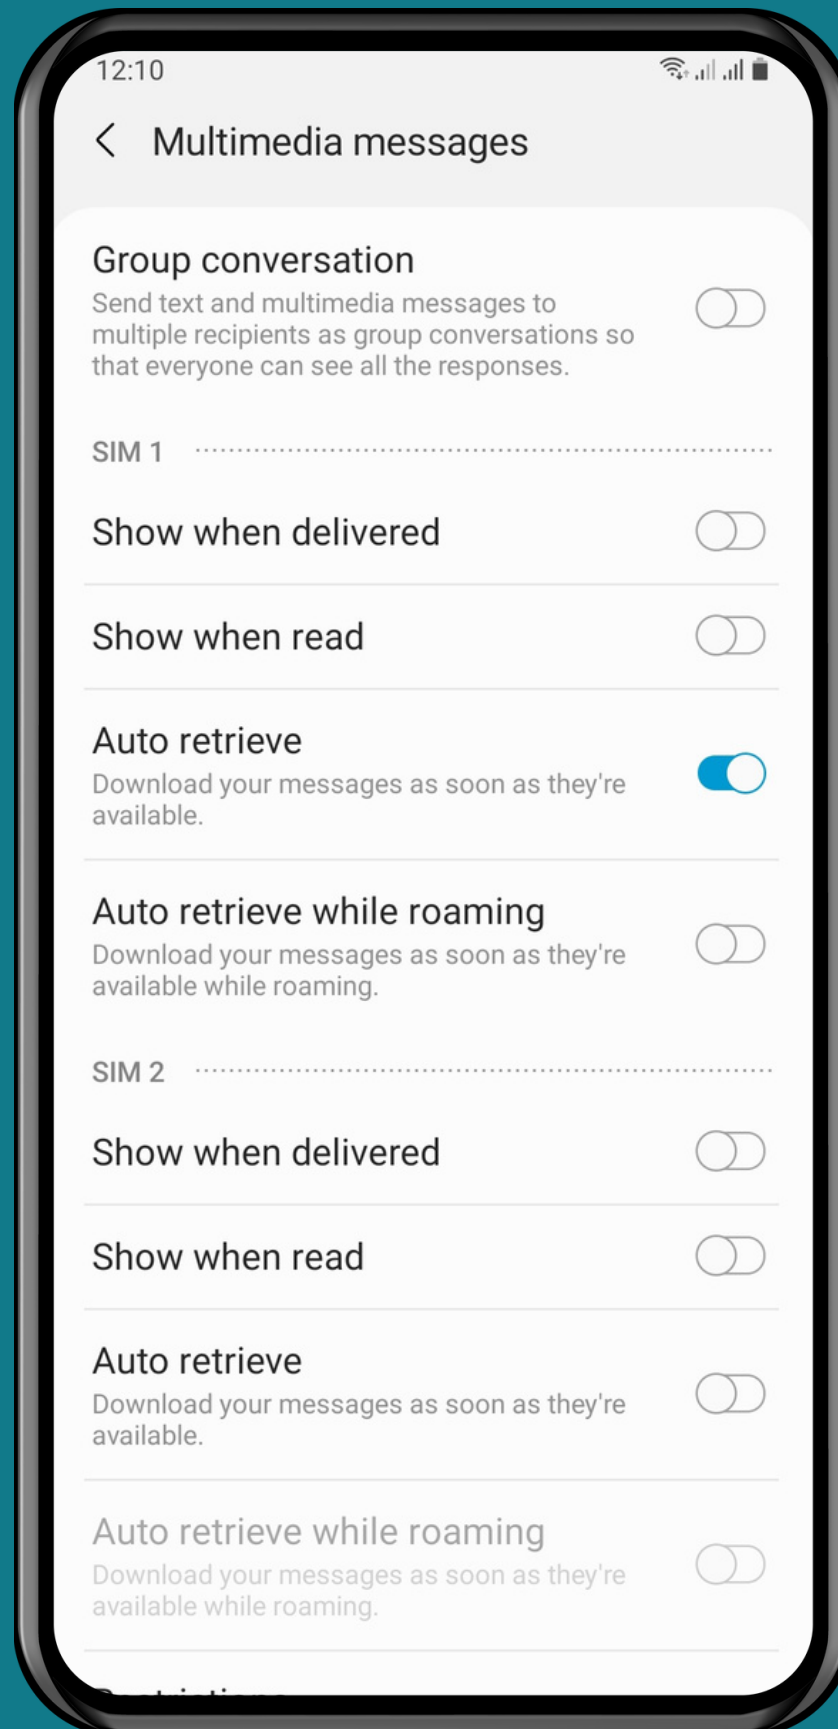 12:10
Multimedia messages
Group conversation
Send text and multimedia messages to
multiple recipients as group conversations so
that everyone can see all the responses.
SIM 1
Show when delivered
Show when read
Auto retrieve
Download your messages as soon as they're
available.
Auto retrieve while roaming
Download your messages as soon as they're
available while roaming.
SIM 2
Show when delivered
Show when read
Auto retrieve
Download your messages as soon as they're
available.
Auto retrieve while roaming
Download your messages as soon as they're
available while roaming.
Restrictions